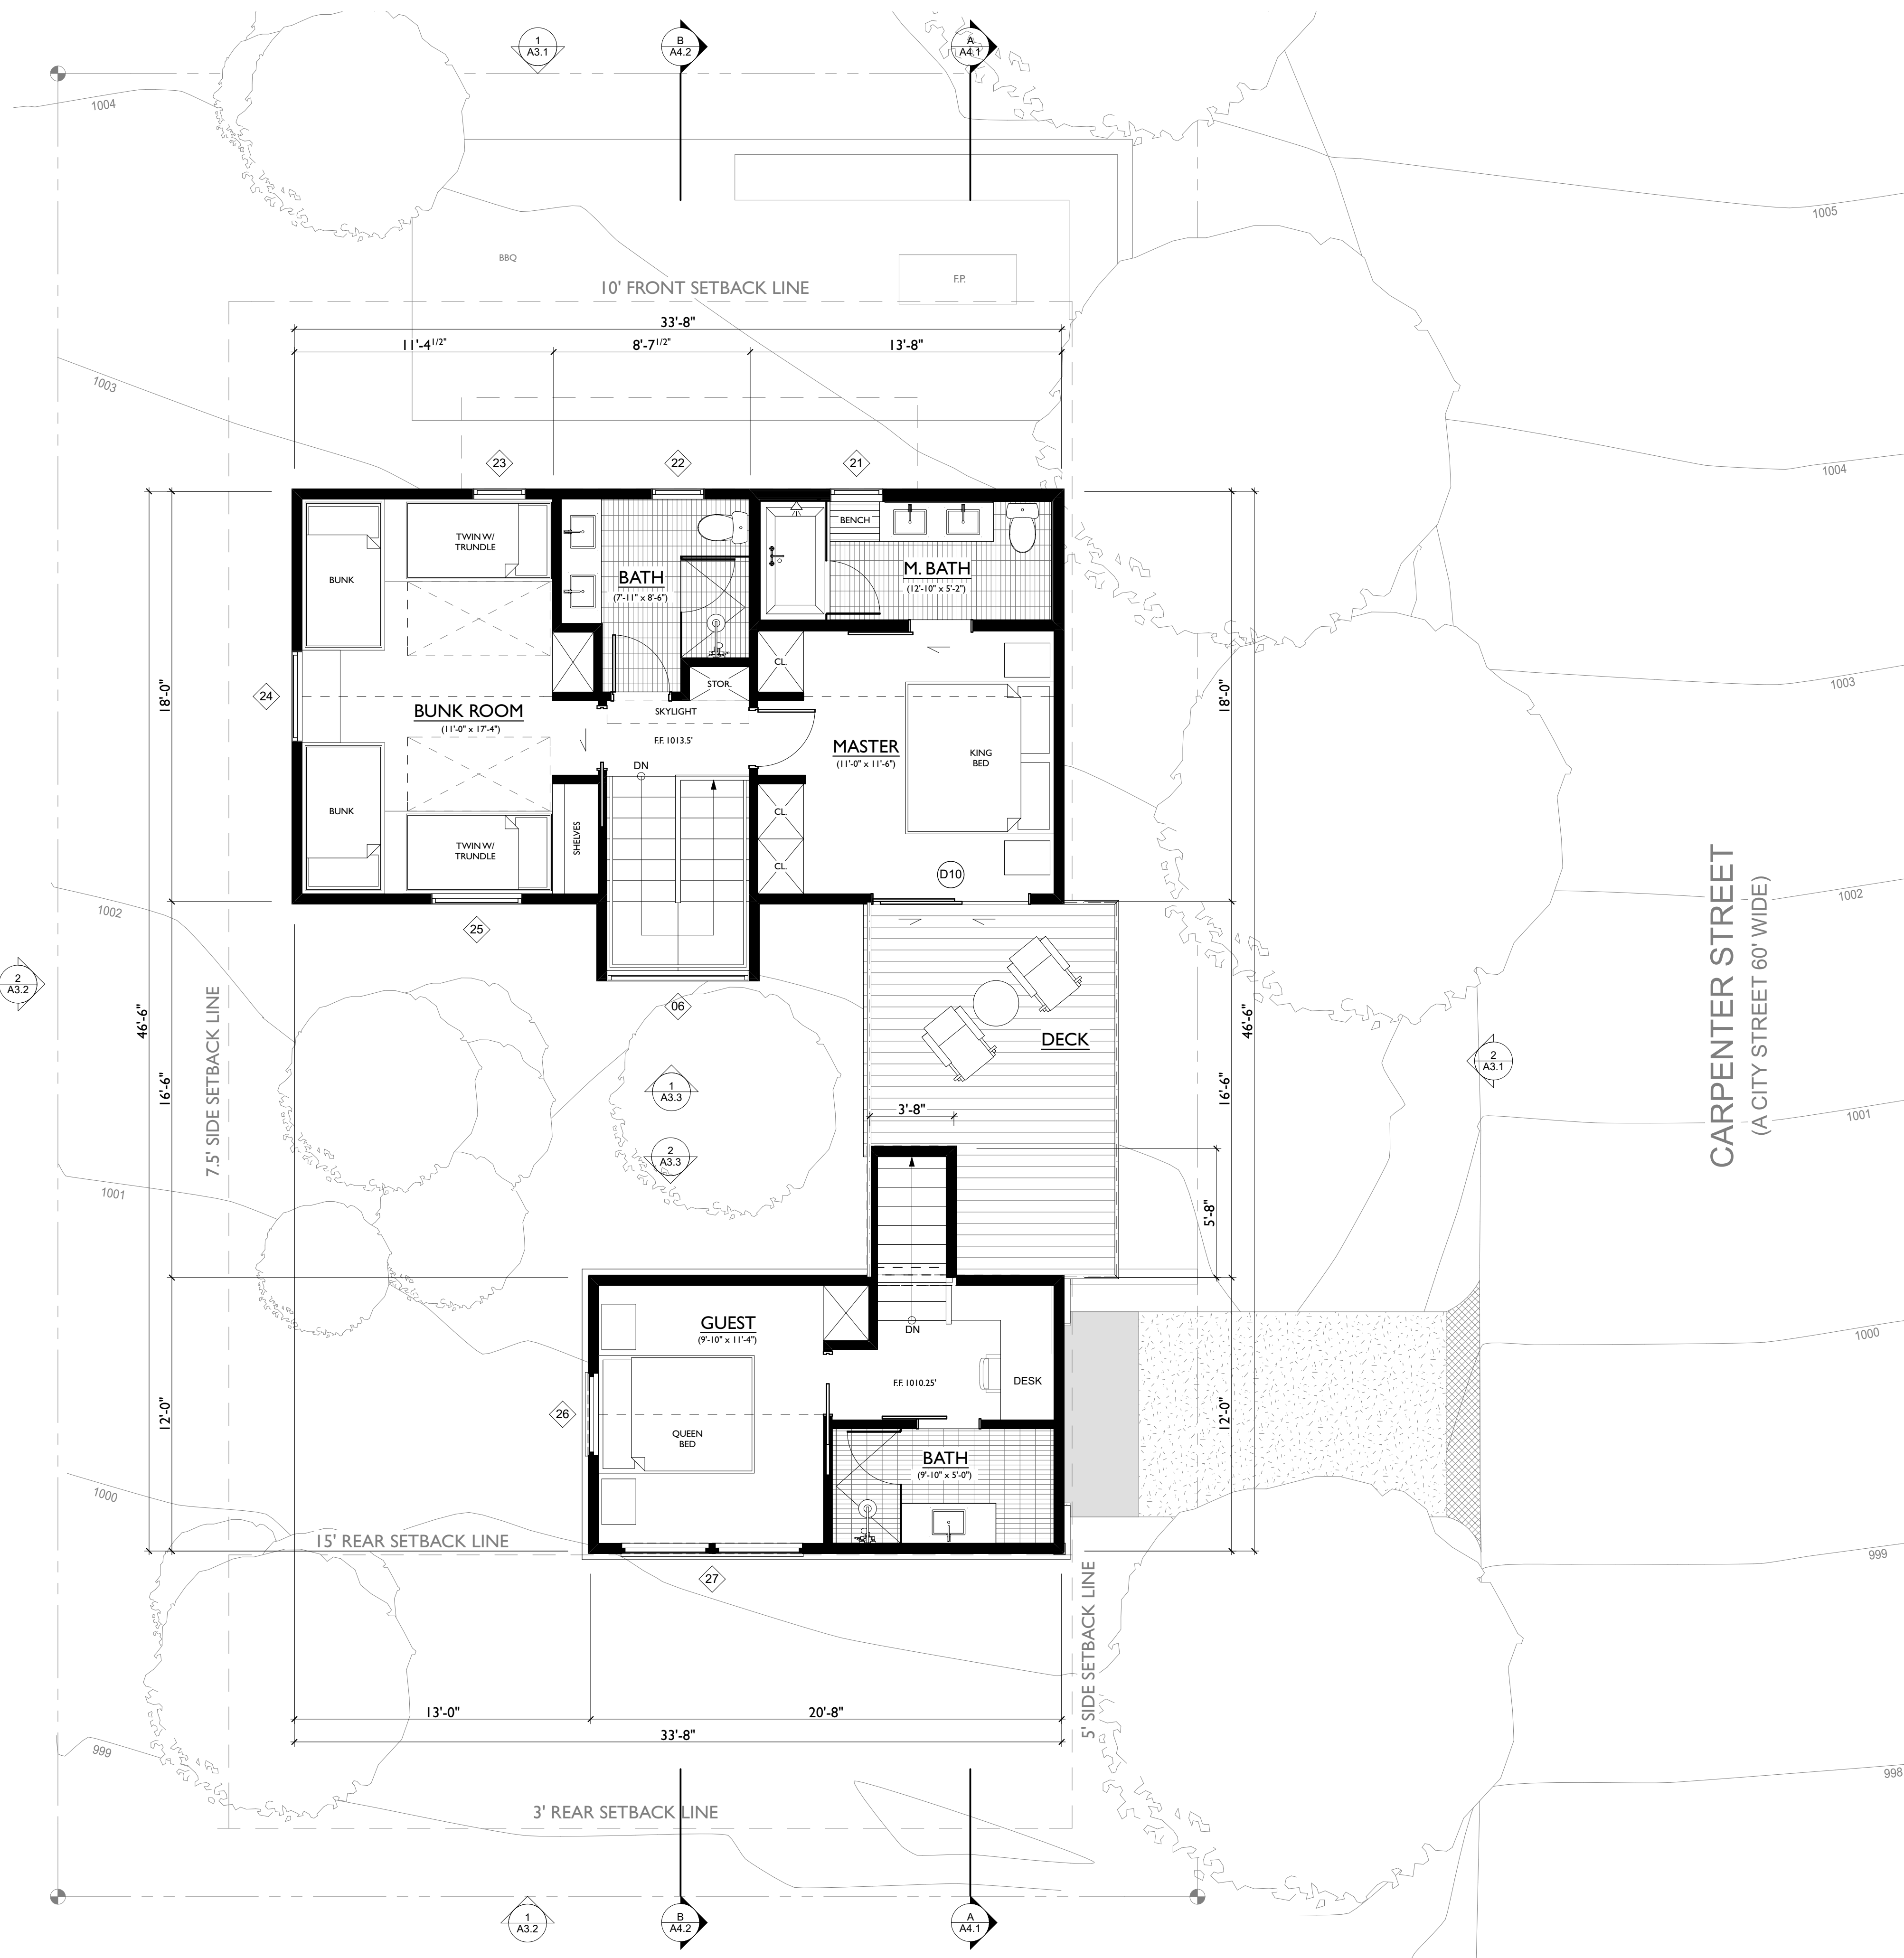 1
A3.1
B
A4.2
A
A4.1
1004
1005
BBQ
F.P.
10' FRONT SETBACK LINE
33'-8"
11'-4 1/2"
8'-7 1/2"
13'-8"
1003
1004
23
22
21
TWIN W/
TRUNDLE
BUNK
BENCH
BATH
(7'-11" x 8'-6")
M. BATH
(12'-10" x 5'-2")
CL.
STOR.
18'-0"
18'-0"
24
1003
BUNK ROOM
(11'-0" x 17'-4")
SKYLIGHT
F.F. 1013.5'
MASTER
(11'-0" x 11'-6")
KING
BED
DN
BUNK
CL.
SHELVES
TWIN W/
TRUNDLE
CL.
D10
1002
1002
25
2
A3.2
06
46'-6"
46'-6"
7.5' SIDE SETBACK LINE
DECK
CARPENTER STREET
(A CITY STREET 60' WIDE)
2
A3.1
1
A3.3
16'-6"
16'-6"
3'-8"
1001
2
A3.3
1001
5'-8"
GUEST
(9'-10" x 11'-4")
DN
1000
F.F. 1010.25'
DESK
12'-0"
12'-0"
26
QUEEN
BED
BATH
(9'-10" x 5'-0")
1000
15' REAR SETBACK LINE
999
27
5' SIDE SETBACK LINE
13'-0"
20'-8"
33'-8"
999
998
3' REAR SETBACK LINE
1
A3.2
B
A4.2
A
A4.1